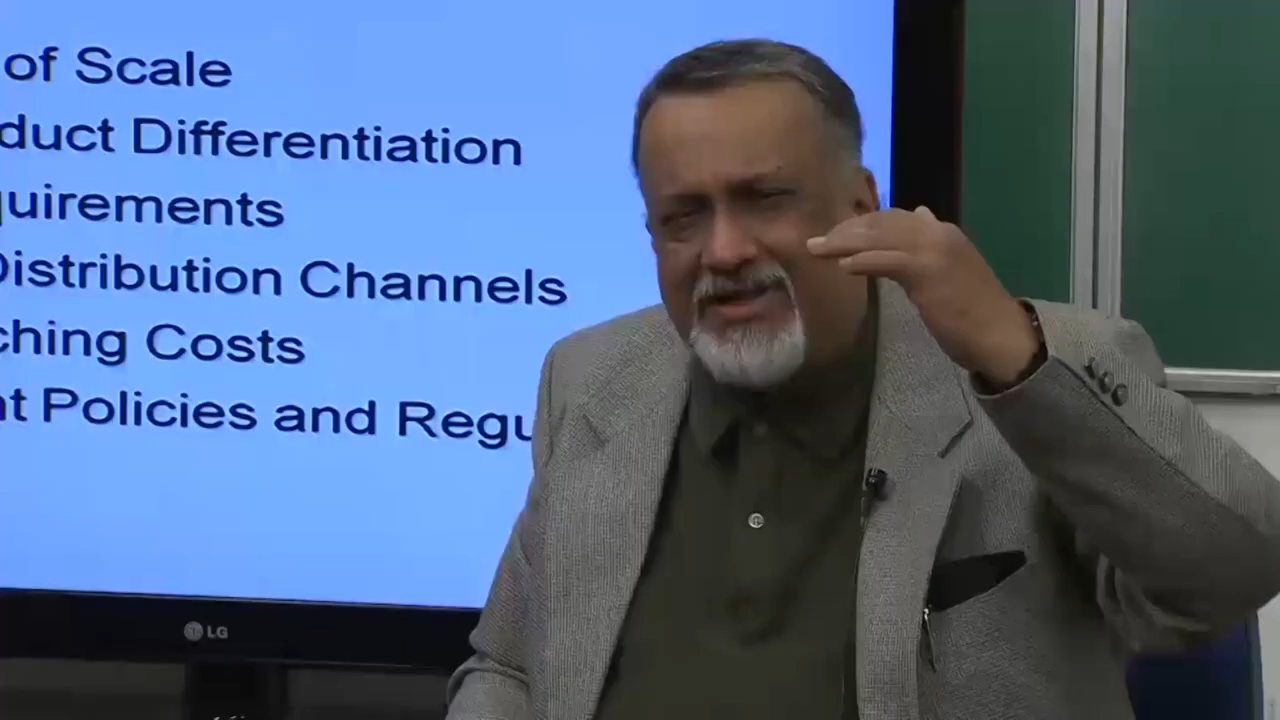 of Scale
duct Differentiation
quirements
Distribution Channels
ching Costs
nt Policies and Regu
LG